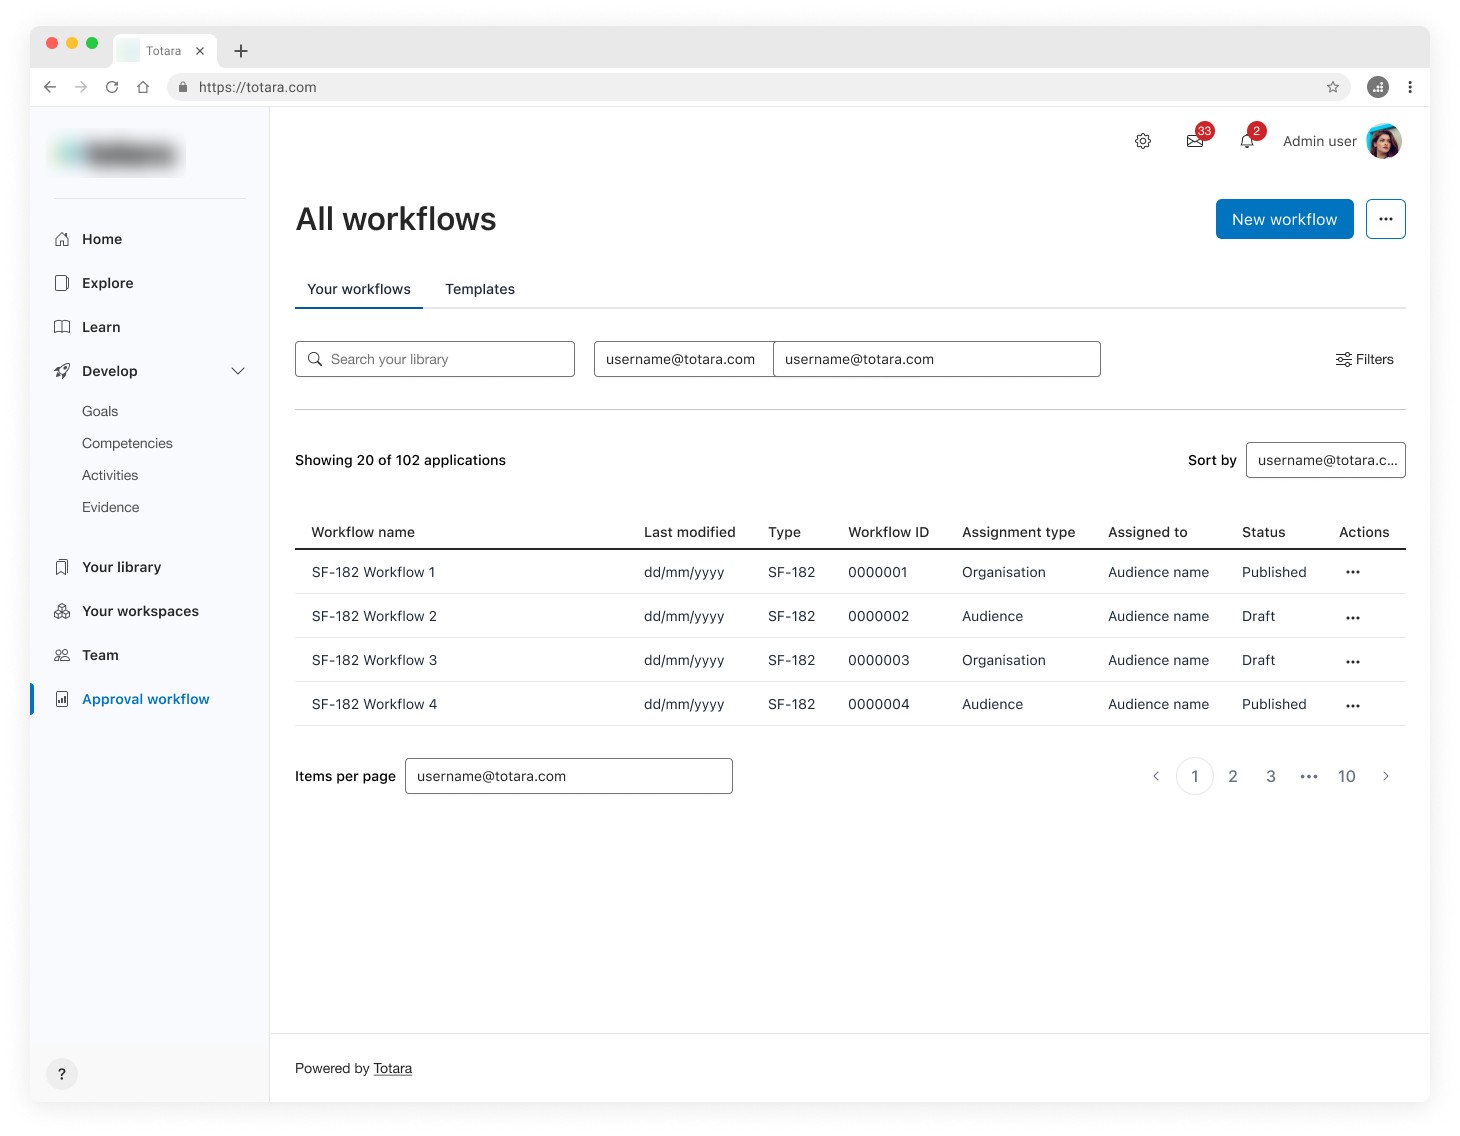 Totara
https://totara.com
33
2
Admin user
All workflows
New workflow
Home
Explore
Learn
Develop
Goals
Competencies
Activities
Evidence
Your library
Your workspaces
Team
Approval workflow
?
Your workflows Templates
Search your library username@totara.com username@totara.com Filters
Showing 20 of 102 applications Sort by username@totara.c...
Workflow name Last modified Type Workflow ID Assignment type Assigned to Status Actions
SF-182 Workflow 1 dd/mm/yyyy SF-182 0000001 Organisation Audience name Published
SF-182 Workflow 2 dd/mm/yyyy SF-182 0000002 Audience Audience name Draft
SF-182 Workflow 3 dd/mm/yyyy SF-182 0000003 Organisation Audience name Draft
SF-182 Workflow 4 dd/mm/yyyy SF-182 0000004 Audience Audience name Published
Items per page username@totara.com 1 2 3 ••• 10
Powered by Totara